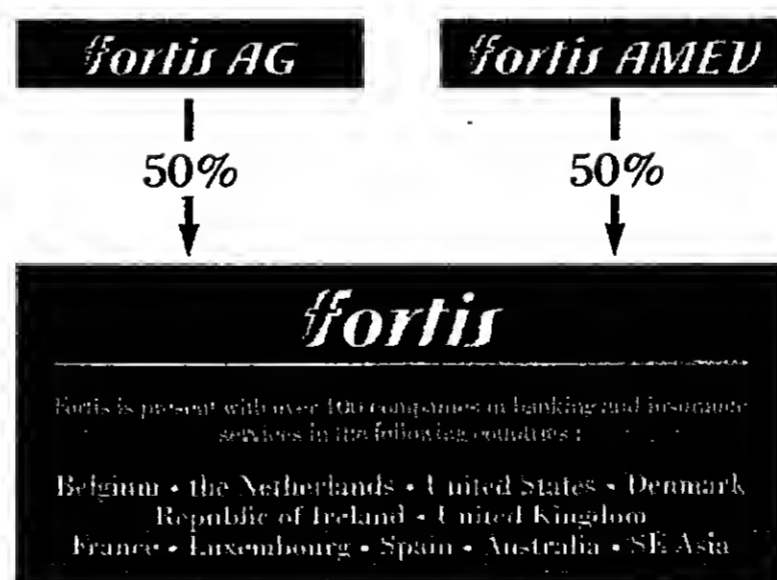 fortis AG
fortis AMEV
50%
50%
fortis
Fortis is present with over 100 companies in banking and insurance
services in the following countries :
Belgium • the Netherlands • United States • Denmark
Republic of Ireland • United Kingdom
France • Luxembourg • Spain • Australia • SE Asia